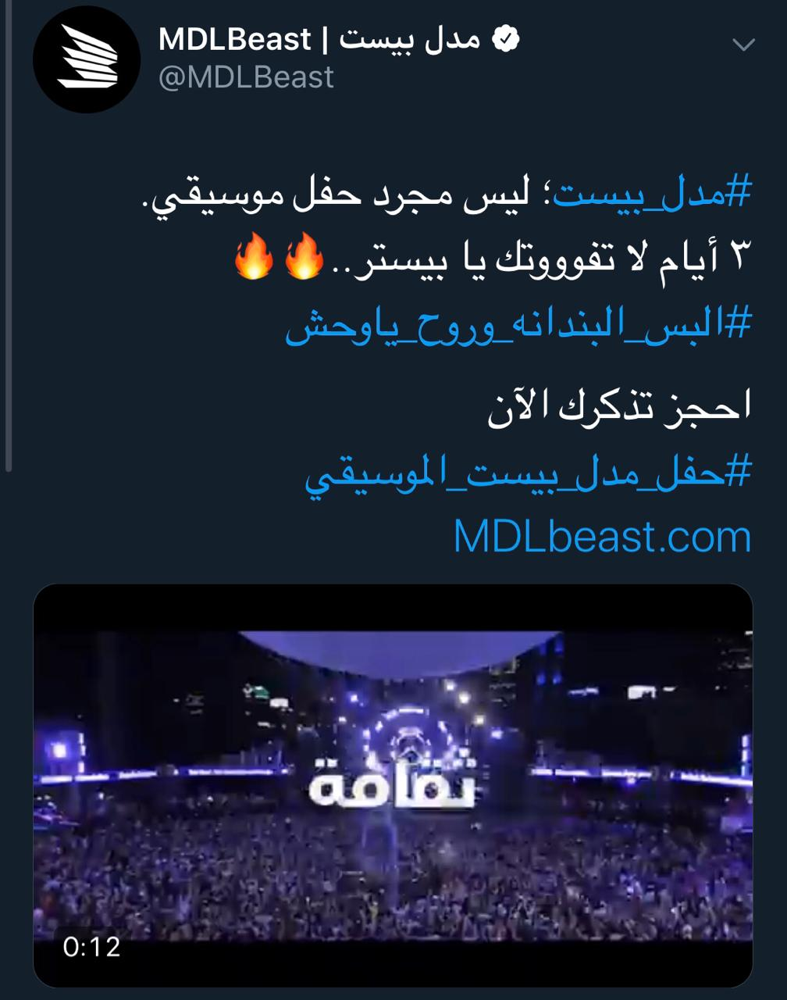 MDLBeast | مدل بيست
@MDLBeast
#مدل_بيست؛ ليس مجرد حفل موسيقي.
٣ أيام لا تفوووتك يا بيستر..🔥🔥
#البس_البندانه_وروح_ياوحش
احجز تذكرك الآن
#حفل_مدل_بيست_الموسيقي
MDLbeast.com
ثقافة
0:12